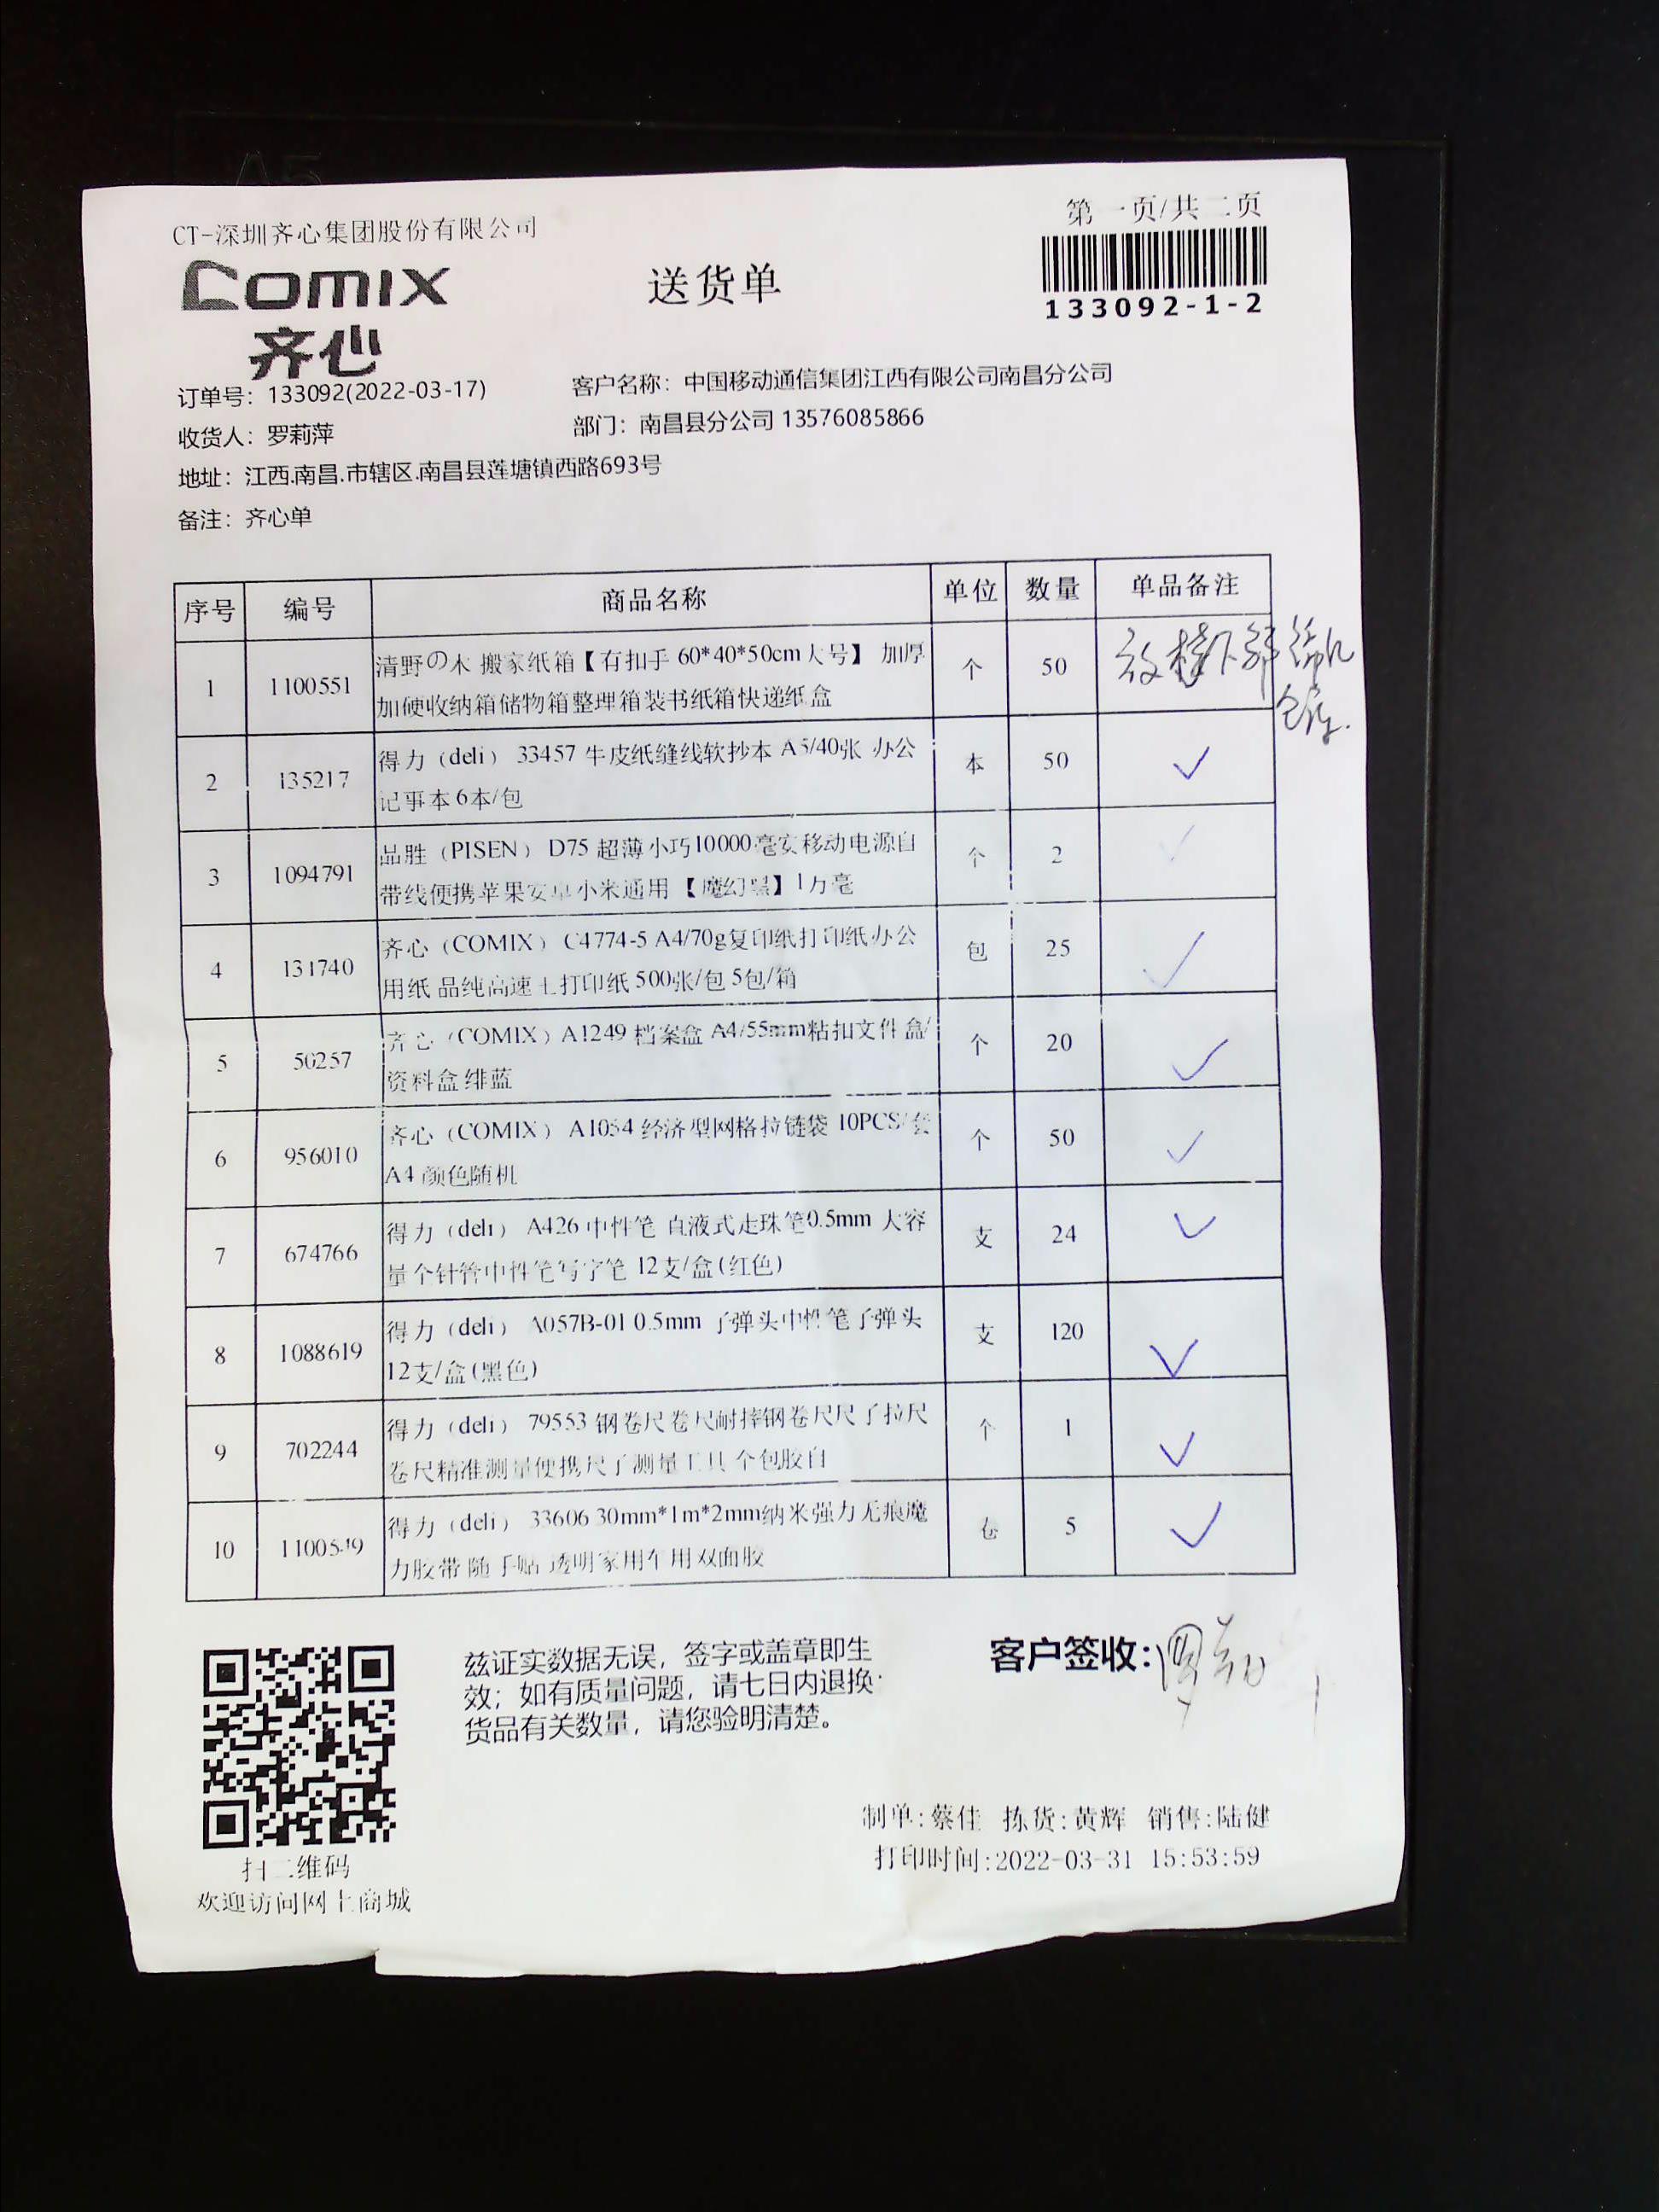 A5
CT-深圳齐心集团股份有限公司
第一页/共二页
COMIX
齐心
送货单
133092-1-2
订单号：133092(2022-03-17)
客户名称：中国移动通信集团江西有限公司南昌分公司
收货人：罗莉萍
部门：南昌县分公司 13576085866
地址：江西.南昌.市辖区.南昌县莲塘镇西路693号
备注：齐心单
序号 编号 商品名称 单位 数量 单品备注
1 1100551 清野の木 搬家纸箱【有扣手 60*40*50cm大号】 加厚 个 50 放楼下
加硬收纳箱储物箱整理箱装书纸箱快递纸盒
2 135217 得力（deli） 33457 牛皮纸缝线软抄本 A5/40张 办公 本 50 ✓
记事本 6本/包
3 1094791 品胜（PISEN） D75 超薄小巧10000毫安移动电源自 个 2 ✓
带线便携苹果安卓小米通用 【魔幻黑】1万毫
4 131740 齐心（COMIX） C4774-5 A4/70g复印纸打印纸办公 包 25 ✓
用纸 品纯高速王打印纸 500张/包 5包/箱
5 50257 齐心（COMIX）A1249 档案盒 A4/55mm粘扣文件盒/ 个 20 ✓
资料盒 绯蓝
6 956010 齐心（COMIX） A1054 经济型网格拉链袋 10PCS/套 个 50 ✓
A4 颜色随机
7 674766 得力（deli） A426 中性笔 直液式走珠笔0.5mm 大容 支 24 ✓
量全针管中性笔写字笔 12支/盒(红色)
8 1088619 得力（deli） A057B-01 0.5mm 子弹头中性笔子弹头 支 120 ✓
12支/盒(黑色)
9 702244 得力（deli） 79553 钢卷尺卷尺耐摔钢卷尺尺子拉尺 个 1 ✓
卷尺精准测量便携尺子测量工具 全包胶自
10 得力（deli） 33606 30mm*1m*2mm纳米强力无痕魔 卷 5 ✓
力胶带 随手贴 透明家用车用双面胶
兹证实数据无误，签字或盖章即生
效；如有质量问题，请七日内退换
货品有关数量，请您验明清楚。
客户签收：
制单:蔡佳 拣货:黄辉 销售:陆健
打印时间:2022-03-31 15:53:59
扫二维码
欢迎访问网上商城